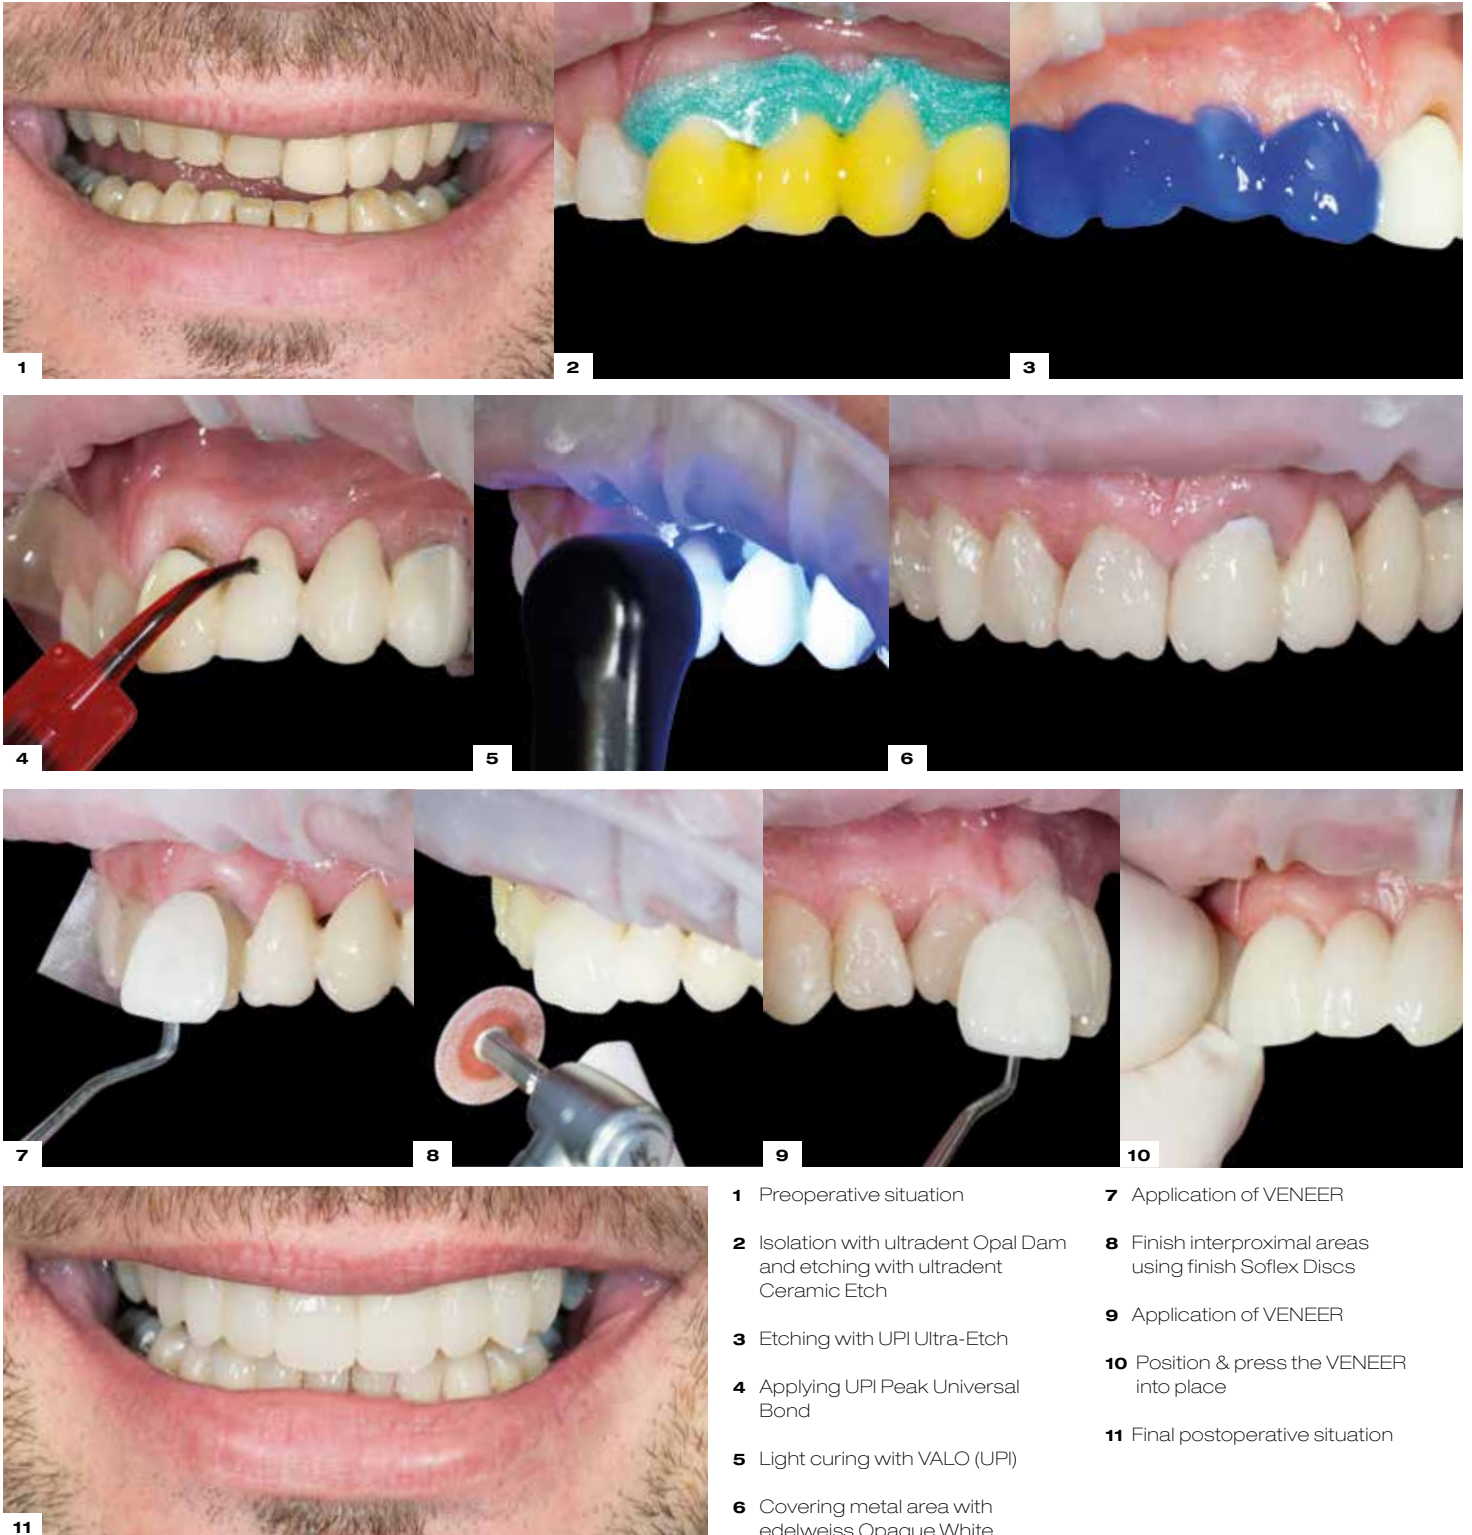 1
2
3
4
5
6
7
8
9
10
11
1 Preoperative situation
2 Isolation with ultradent Opal Dam
and etching with ultradent
Ceramic Etch
3 Etching with UPI Ultra-Etch
4 Applying UPI Peak Universal
Bond
5 Light curing with VALO (UPI)
6 Covering metal area with
edelweiss Opaque White
7 Application of VENEER
8 Finish interproximal areas
using finish Soflex Discs
9 Application of VENEER
10 Position & press the VENEER
into place
11 Final postoperative situation